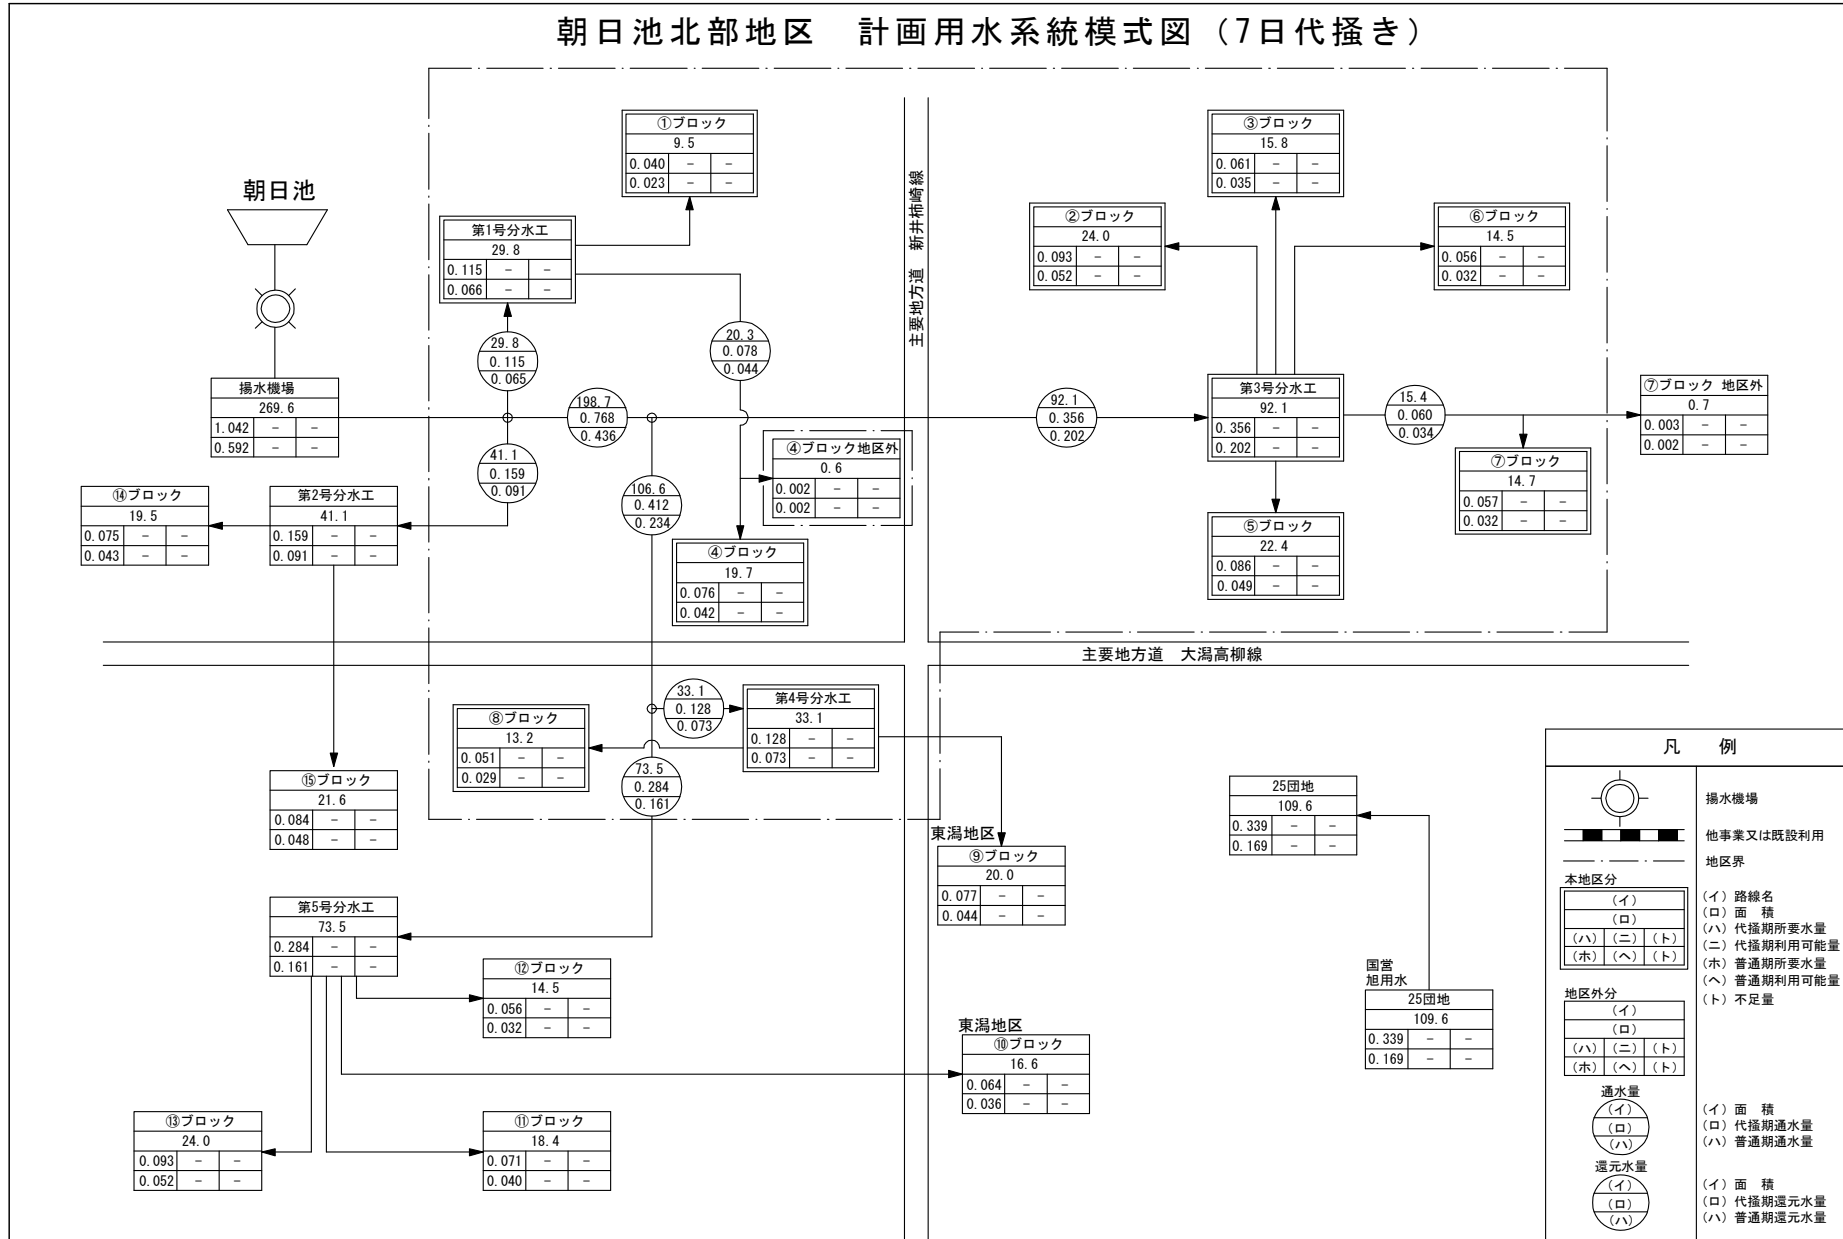 朝日池北部地区　計画用水系統模式図（7日代掻き）
朝日池
揚水機場
269.6
1.042 － －
0.592 － －
①ブロック
9.5
0.040 － －
0.023 － －
第1号分水工
29.8
0.115 － －
0.066 － －
29.8
0.115
0.065
20.3
0.078
0.044
198.7
0.768
0.436
41.1
0.159
0.091
106.6
0.412
0.234
④ブロック地区外
0.6
0.002 － －
0.002 － －
④ブロック
19.7
0.076 － －
0.042 － －
⑭ブロック
19.5
0.075 － －
0.043 － －
第2号分水工
41.1
0.159 － －
0.091 － －
主要地方道　新井柿崎線
③ブロック
15.8
0.061 － －
0.035 － －
②ブロック
24.0
0.093 － －
0.052 － －
⑥ブロック
14.5
0.056 － －
0.032 － －
92.1
0.356
0.202
第3号分水工
92.1
0.356 － －
0.202 － －
15.4
0.060
0.034
⑦ブロック 地区外
0.7
0.003 － －
0.002 － －
⑦ブロック
14.7
0.057 － －
0.032 － －
⑤ブロック
22.4
0.086 － －
0.049 － －
主要地方道　大潟高柳線
33.1
0.128
0.073
第4号分水工
33.1
0.128 － －
0.073 － －
⑧ブロック
13.2
0.051 － －
0.029 － －
73.5
0.284
0.161
⑮ブロック
21.6
0.084 － －
0.048 － －
東潟地区
⑨ブロック
20.0
0.077 － －
0.044 － －
第5号分水工
73.5
0.284 － －
0.161 － －
⑫ブロック
14.5
0.056 － －
0.032 － －
東潟地区
⑩ブロック
16.6
0.064 － －
0.036 － －
⑬ブロック
24.0
0.093 － －
0.052 － －
⑪ブロック
18.4
0.071 － －
0.040 － －
25団地
109.6
0.339 － －
0.169 － －
国営
旭用水
25団地
109.6
0.339 － －
0.169 － －
凡　例
揚水機場
他事業又は既設利用
地区界
本地区分
（イ）
（ロ）
（ハ） （ニ） （ト）
（ホ） （ヘ） （ト）
（イ）路線名
（ロ）面　積
（ハ）代掻期所要水量
（ニ）代掻期利用可能量
（ホ）普通期所要水量
（ヘ）普通期利用可能量
（ト）不足量
地区外分
（イ）
（ロ）
（ハ） （ニ） （ト）
（ホ） （ヘ） （ト）
通水量
（イ）
（ロ）
（ハ）
（イ）面　積
（ロ）代掻期通水量
（ハ）普通期通水量
還元水量
（イ）
（ロ）
（ハ）
（イ）面　積
（ロ）代掻期還元水量
（ハ）普通期還元水量